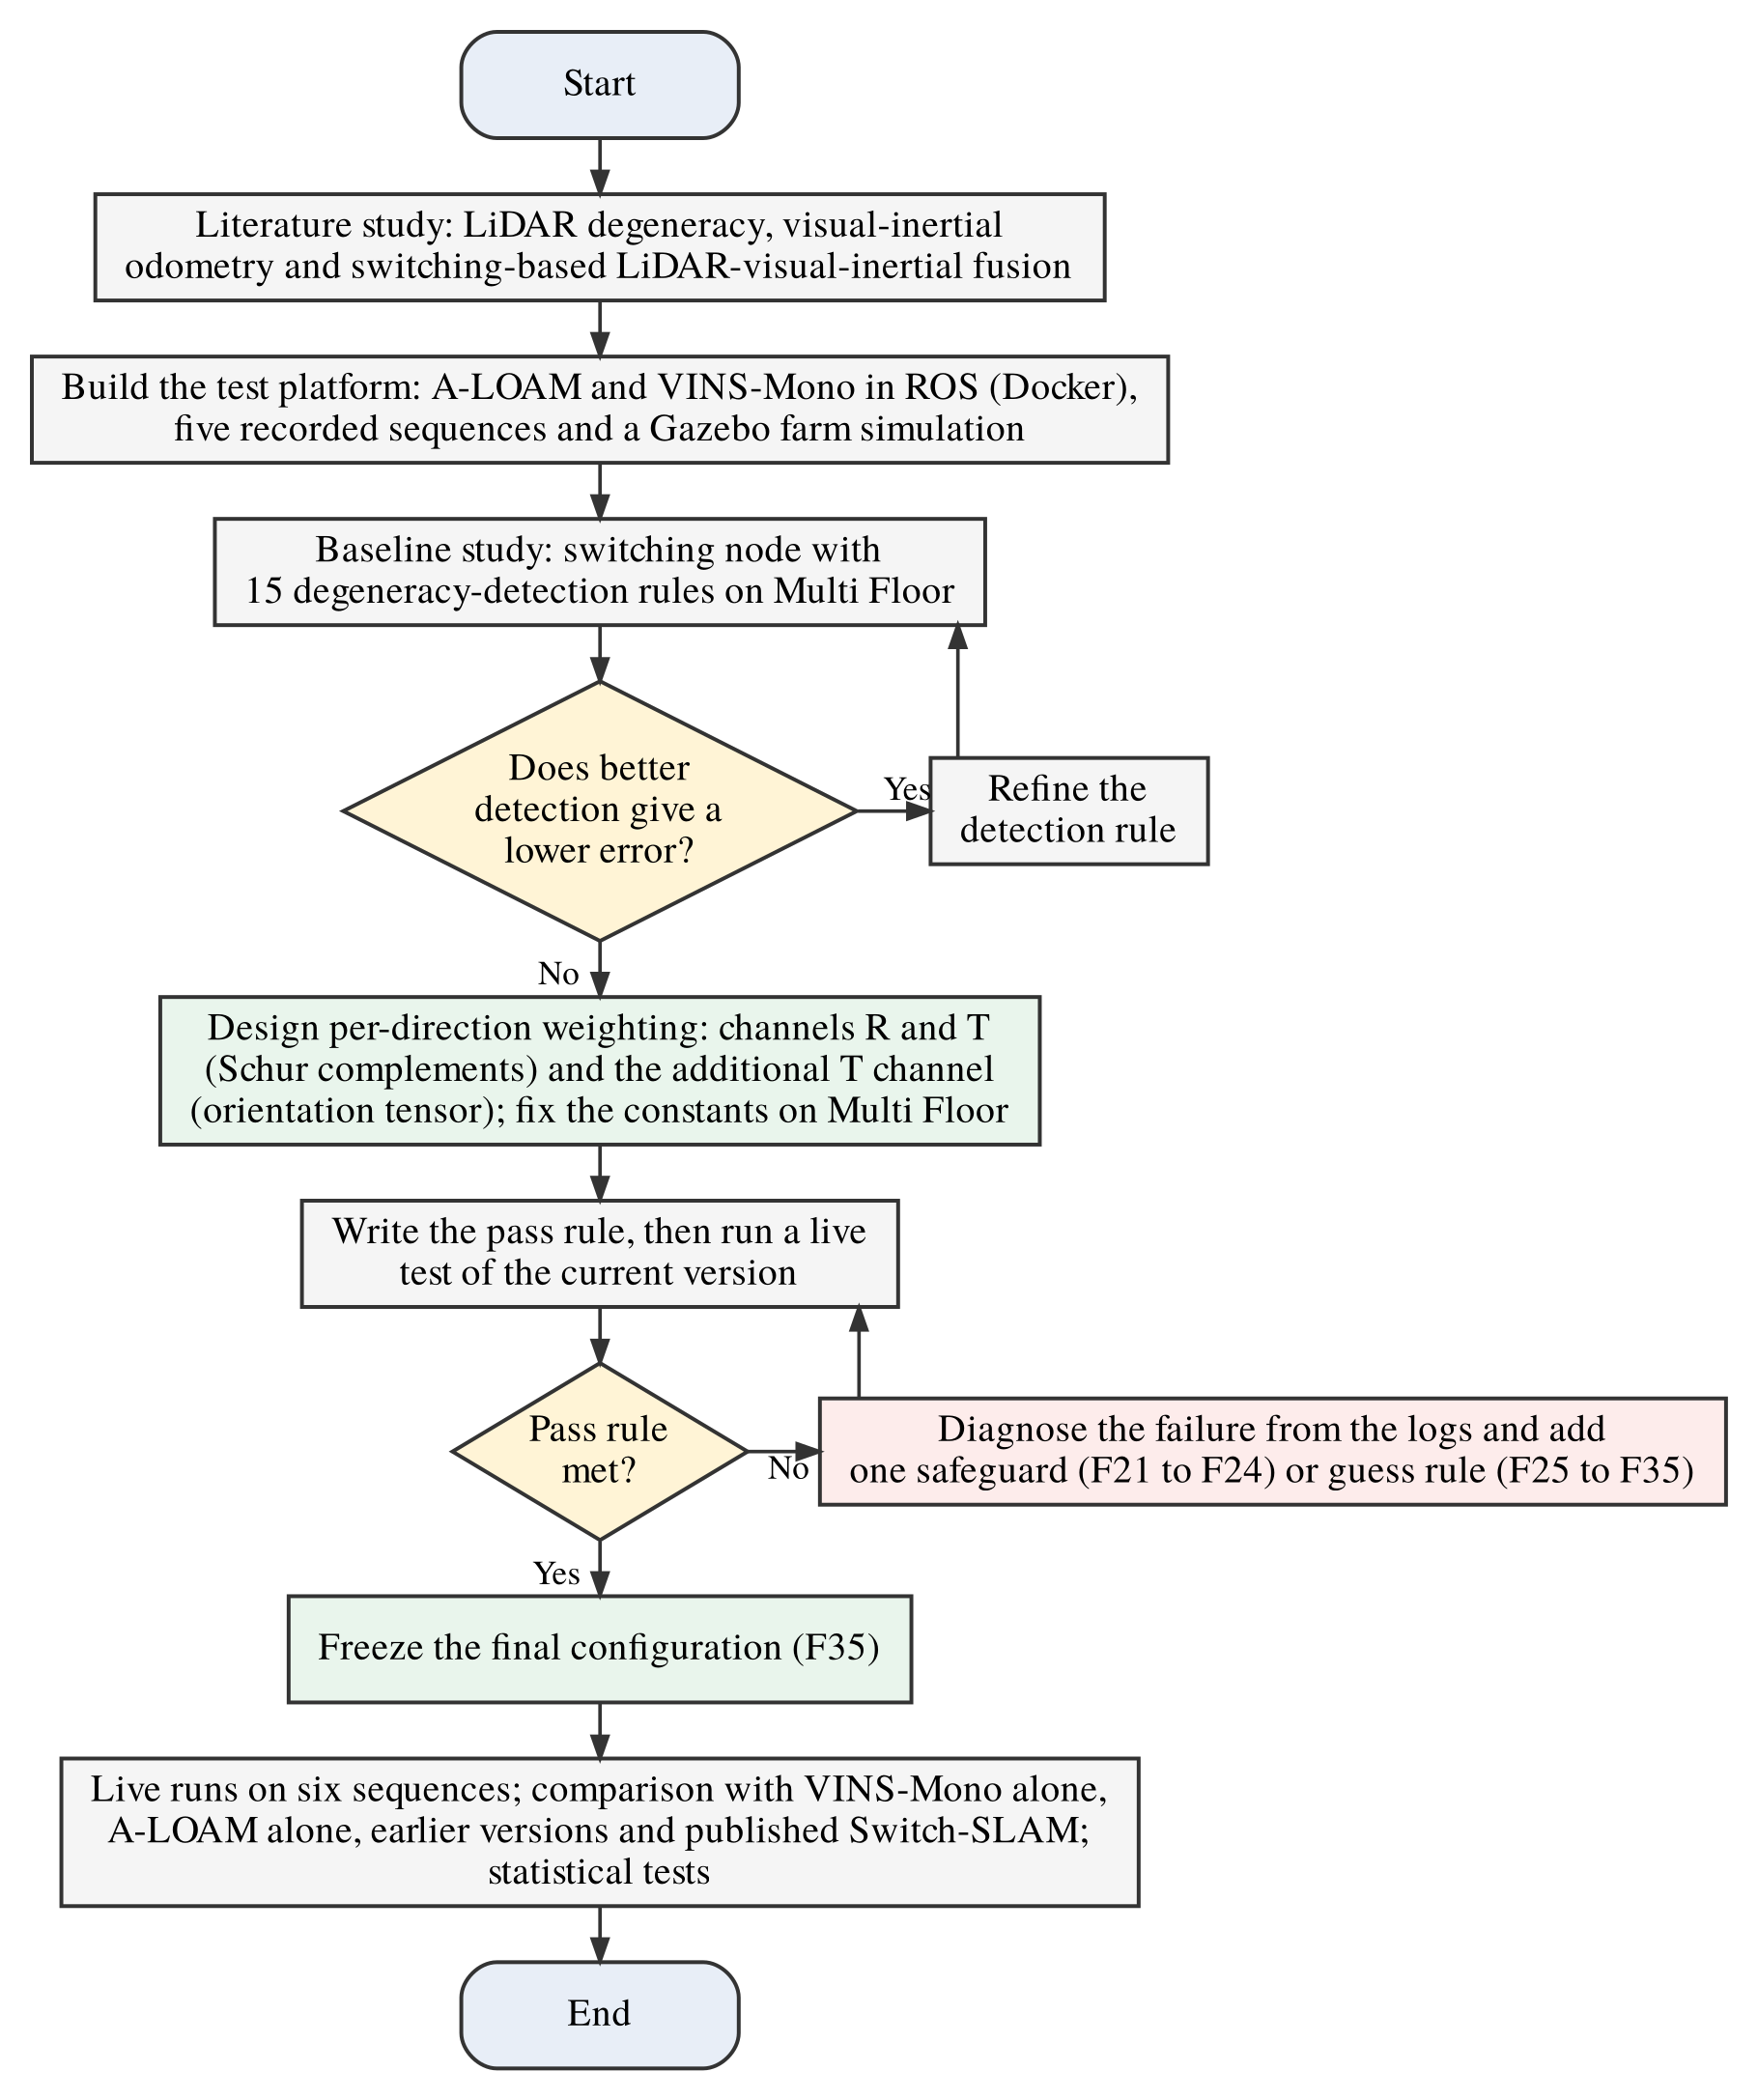 Start
Literature study: LiDAR degeneracy, visual-inertial
odometry and switching-based LiDAR-visual-inertial fusion
Build the test platform: A-LOAM and VINS-Mono in ROS (Docker),
five recorded sequences and a Gazebo farm simulation
Baseline study: switching node with
15 degeneracy-detection rules on Multi Floor
Does better
detection give a
lower error?
Yes
Refine the
detection rule
No
Design per-direction weighting: channels R and T
(Schur complements) and the additional T channel
(orientation tensor); fix the constants on Multi Floor
Write the pass rule, then run a live
test of the current version
Pass rule
met?
No
Diagnose the failure from the logs and add
one safeguard (F21 to F24) or guess rule (F25 to F35)
Yes
Freeze the final configuration (F35)
Live runs on six sequences; comparison with VINS-Mono alone,
A-LOAM alone, earlier versions and published Switch-SLAM;
statistical tests
End